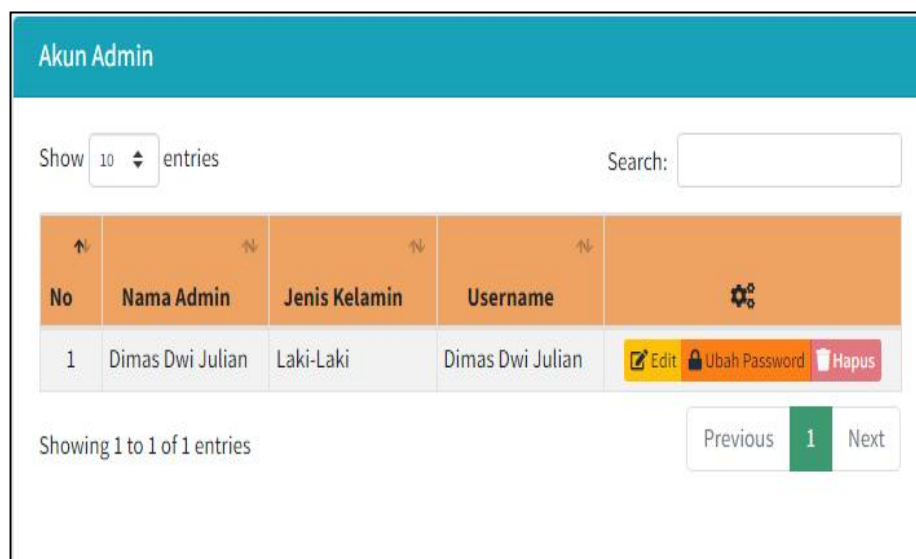 Akun Admin
Show 10 entries
Search:
No Nama Admin Jenis Kelamin Username
1 Dimas Dwi Julian Laki-Laki Dimas Dwi Julian Edit Ubah Password Hapus
Showing 1 to 1 of 1 entries
Previous 1 Next